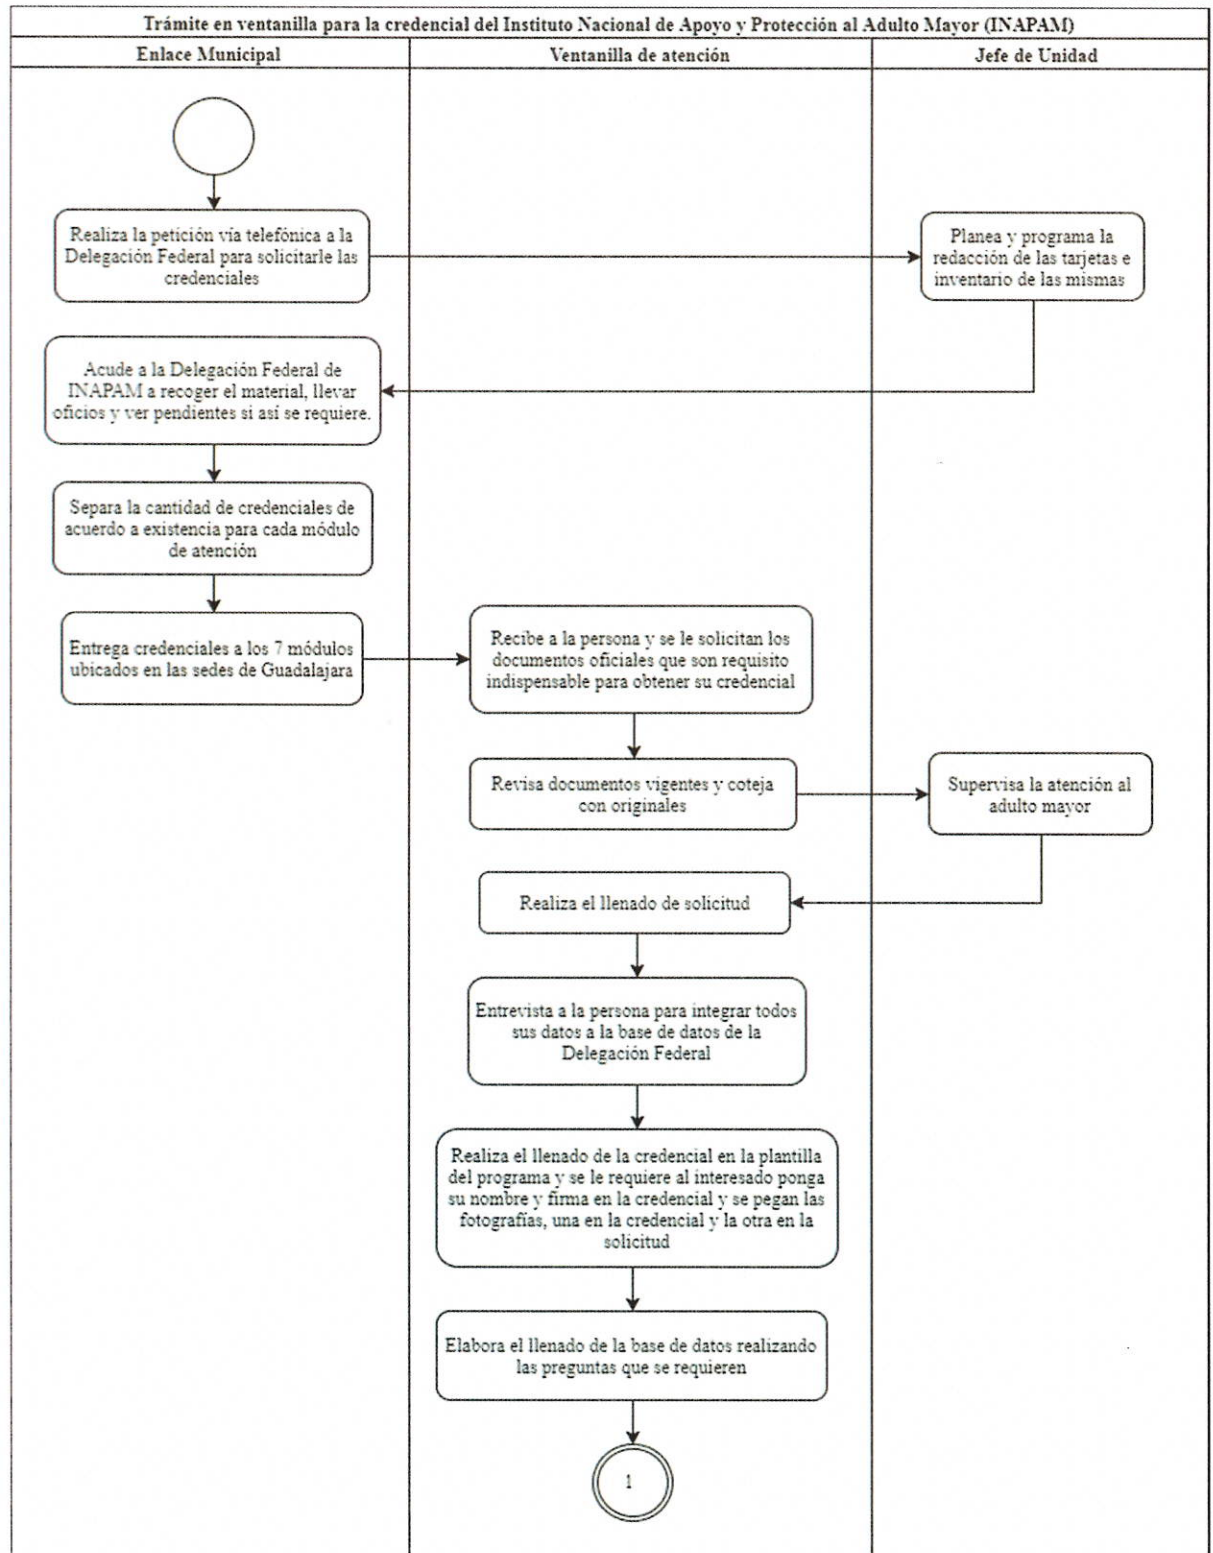 Trámite en ventanilla para la credencial del Instituto Nacional de Apoyo y Protección al Adulto Mayor (INAPAM)
Enlace Municipal
Ventanilla de atención
Jefe de Unidad
Realiza la petición vía telefónica a la
Delegación Federal para solicitarle las
credenciales
Planea y programa la
redacción de las tarjetas e
inventario de las mismas
Acude a la Delegación Federal de
INAPAM a recoger el material, llevar
oficios y ver pendientes si así se requiere.
Separa la cantidad de credenciales de
acuerdo a existencia para cada módulo
de atención
Entrega credenciales a los 7 módulos
ubicados en las sedes de Guadalajara
Recibe a la persona y se le solicitan los
documentos oficiales que son requisito
indispensable para obtener su credencial
Revisa documentos vigentes y coteja
con originales
Supervisa la atención al
adulto mayor
Realiza el llenado de solicitud
Entrevista a la persona para integrar todos
sus datos a la base de datos de la
Delegación Federal
Realiza el llenado de la credencial en la plantilla
del programa y se le requiere al interesado ponga
su nombre y firma en la credencial y se pegan las
fotografías, una en la credencial y la otra en la
solicitud
Elabora el llenado de la base de datos realizando
las preguntas que se requieren
1